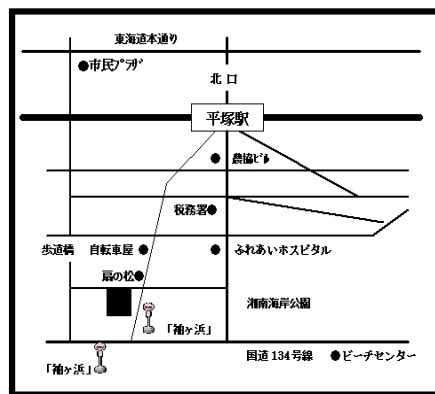 東海道本通り
●市民プラザ
北口
平塚駅
●農協ビル
税務署●
歩道橋
自転車屋●
●ふれあいホスピタル
扇の松●
湘南海岸公園
「袖ヶ浜」
国道134号線
●ビーチセンター
「袖ヶ浜」